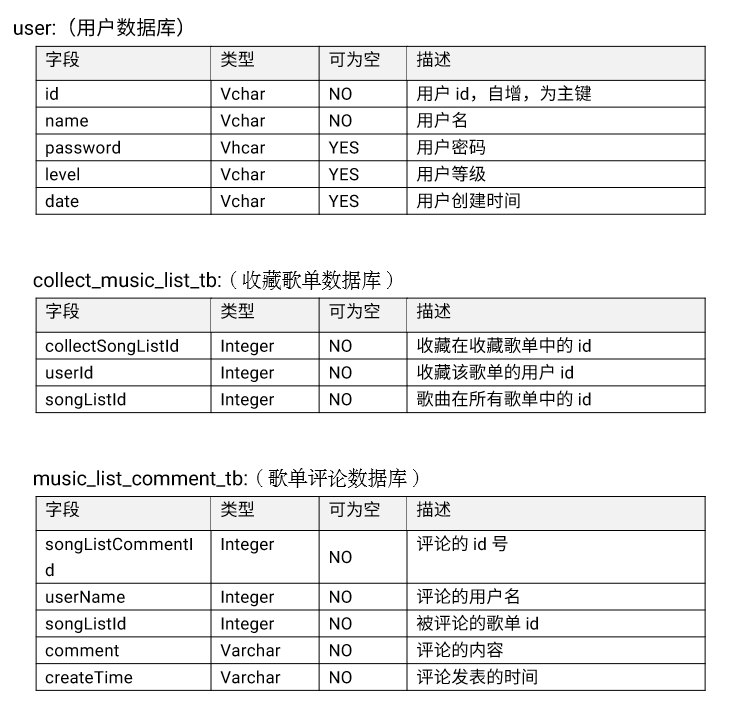 user:（用户数据库）
字段 类型 可为空 描述
id Vchar NO 用户 id，自增，为主键
name Vchar NO 用户名
password Vhcar YES 用户密码
level Vchar YES 用户等级
date Vchar YES 用户创建时间
collect_music_list_tb:（收藏歌单数据库）
字段 类型 可为空 描述
collectSongListId Integer NO 收藏在收藏歌单中的 id
userId Integer NO 收藏该歌单的用户 id
songListId Integer NO 歌曲在所有歌单中的 id
music_list_comment_tb:（歌单评论数据库）
字段 类型 可为空 描述
songListCommentI Integer NO 评论的 id 号
d
userName Integer NO 评论的用户名
songListId Integer NO 被评论的歌单 id
comment Varchar NO 评论的内容
createTime Varchar NO 评论发表的时间